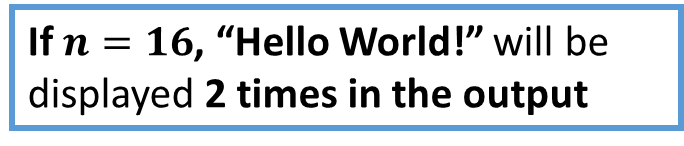 If n = 16, “Hello World!” will be
displayed 2 times in the output